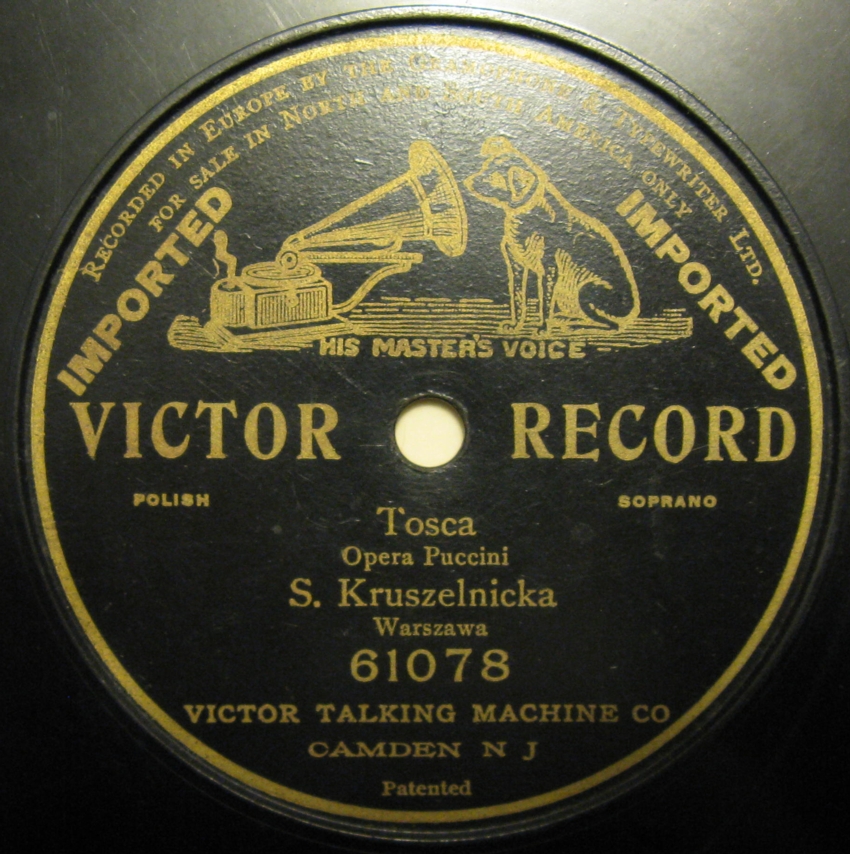 RECORDED IN EUROPE BY THE GRAMOPHONE & TYPEWRITER LTD.
FOR SALE IN NORTH AND SOUTH AMERICA ONLY
IMPORTED
IMPORTED
HIS MASTER'S VOICE
VICTOR RECORD
POLISH SOPRANO
Tosca
Opera Puccini
S. Kruszelnicka
Warszawa
61078
VICTOR TALKING MACHINE CO
CAMDEN N J
Patented